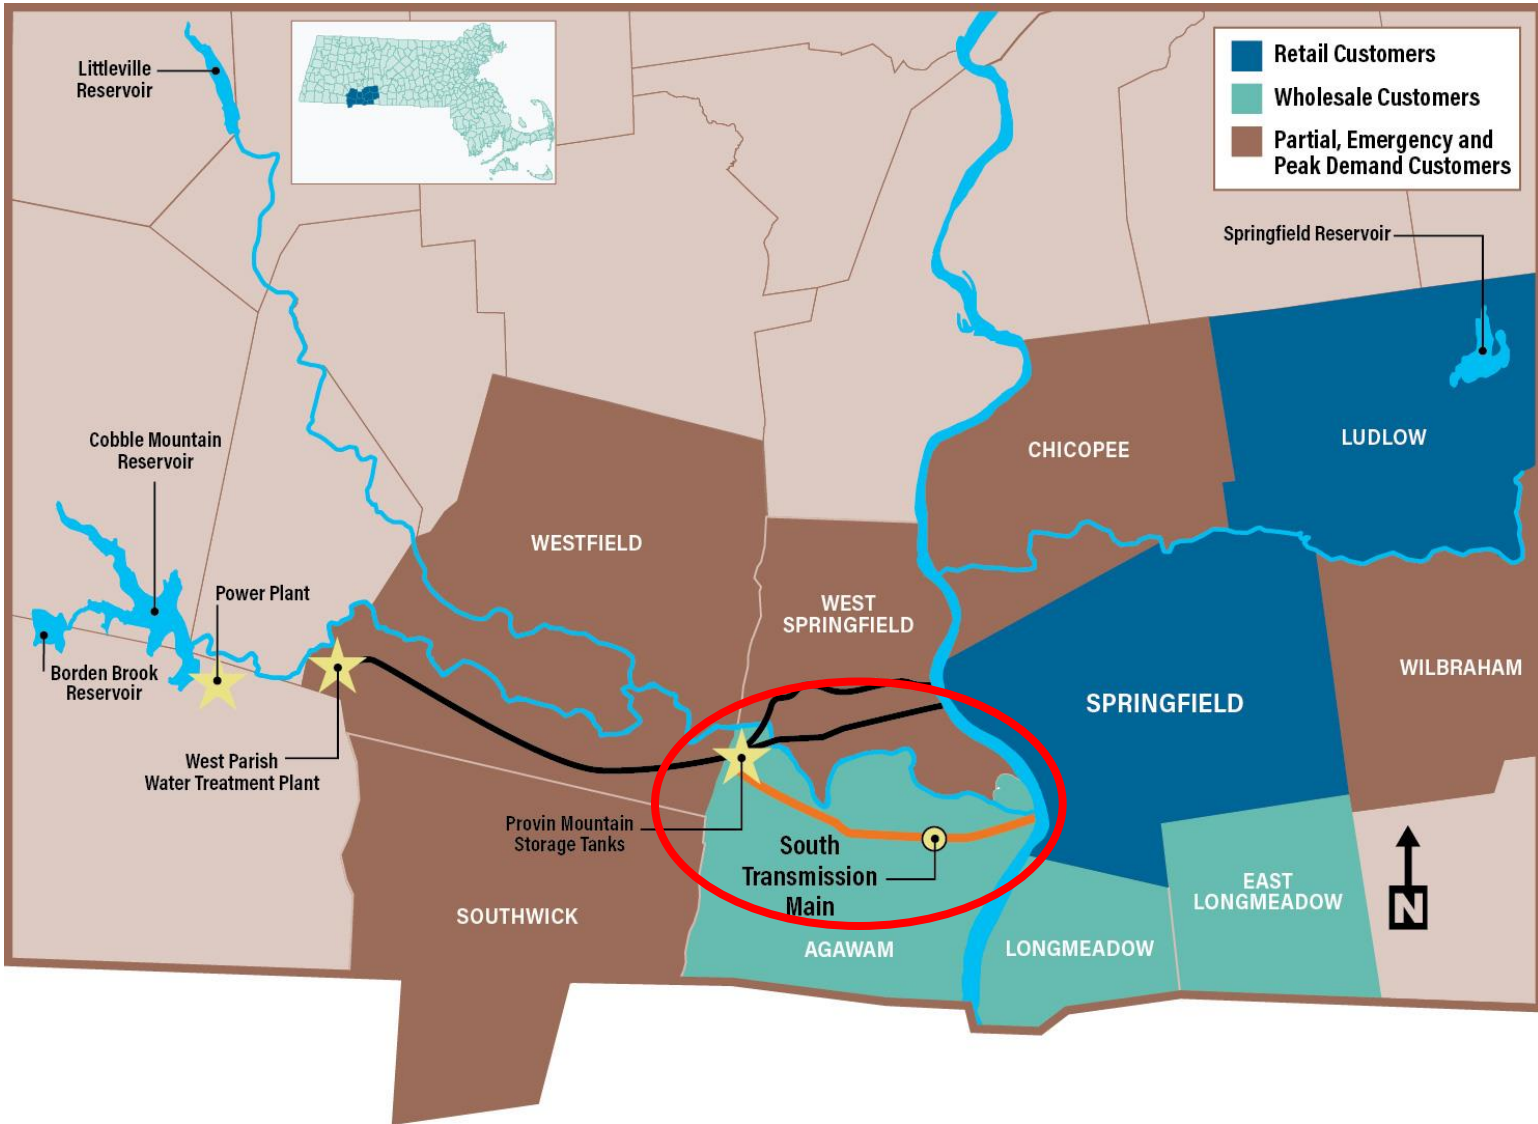 Littleville
Reservoir
Retail Customers
Wholesale Customers
Partial, Emergency and
Peak Demand Customers
Springfield Reservoir
Cobble Mountain
Reservoir
CHICOPEE
LUDLOW
WESTFIELD
Power Plant
WEST
SPRINGFIELD
Borden Brook
Reservoir
WILBRAHAM
SPRINGFIELD
West Parish
Water Treatment Plant
Provin Mountain
Storage Tanks
South
Transmission
Main
EAST
LONGMEADOW
SOUTHWICK
AGAWAM
LONGMEADOW
N